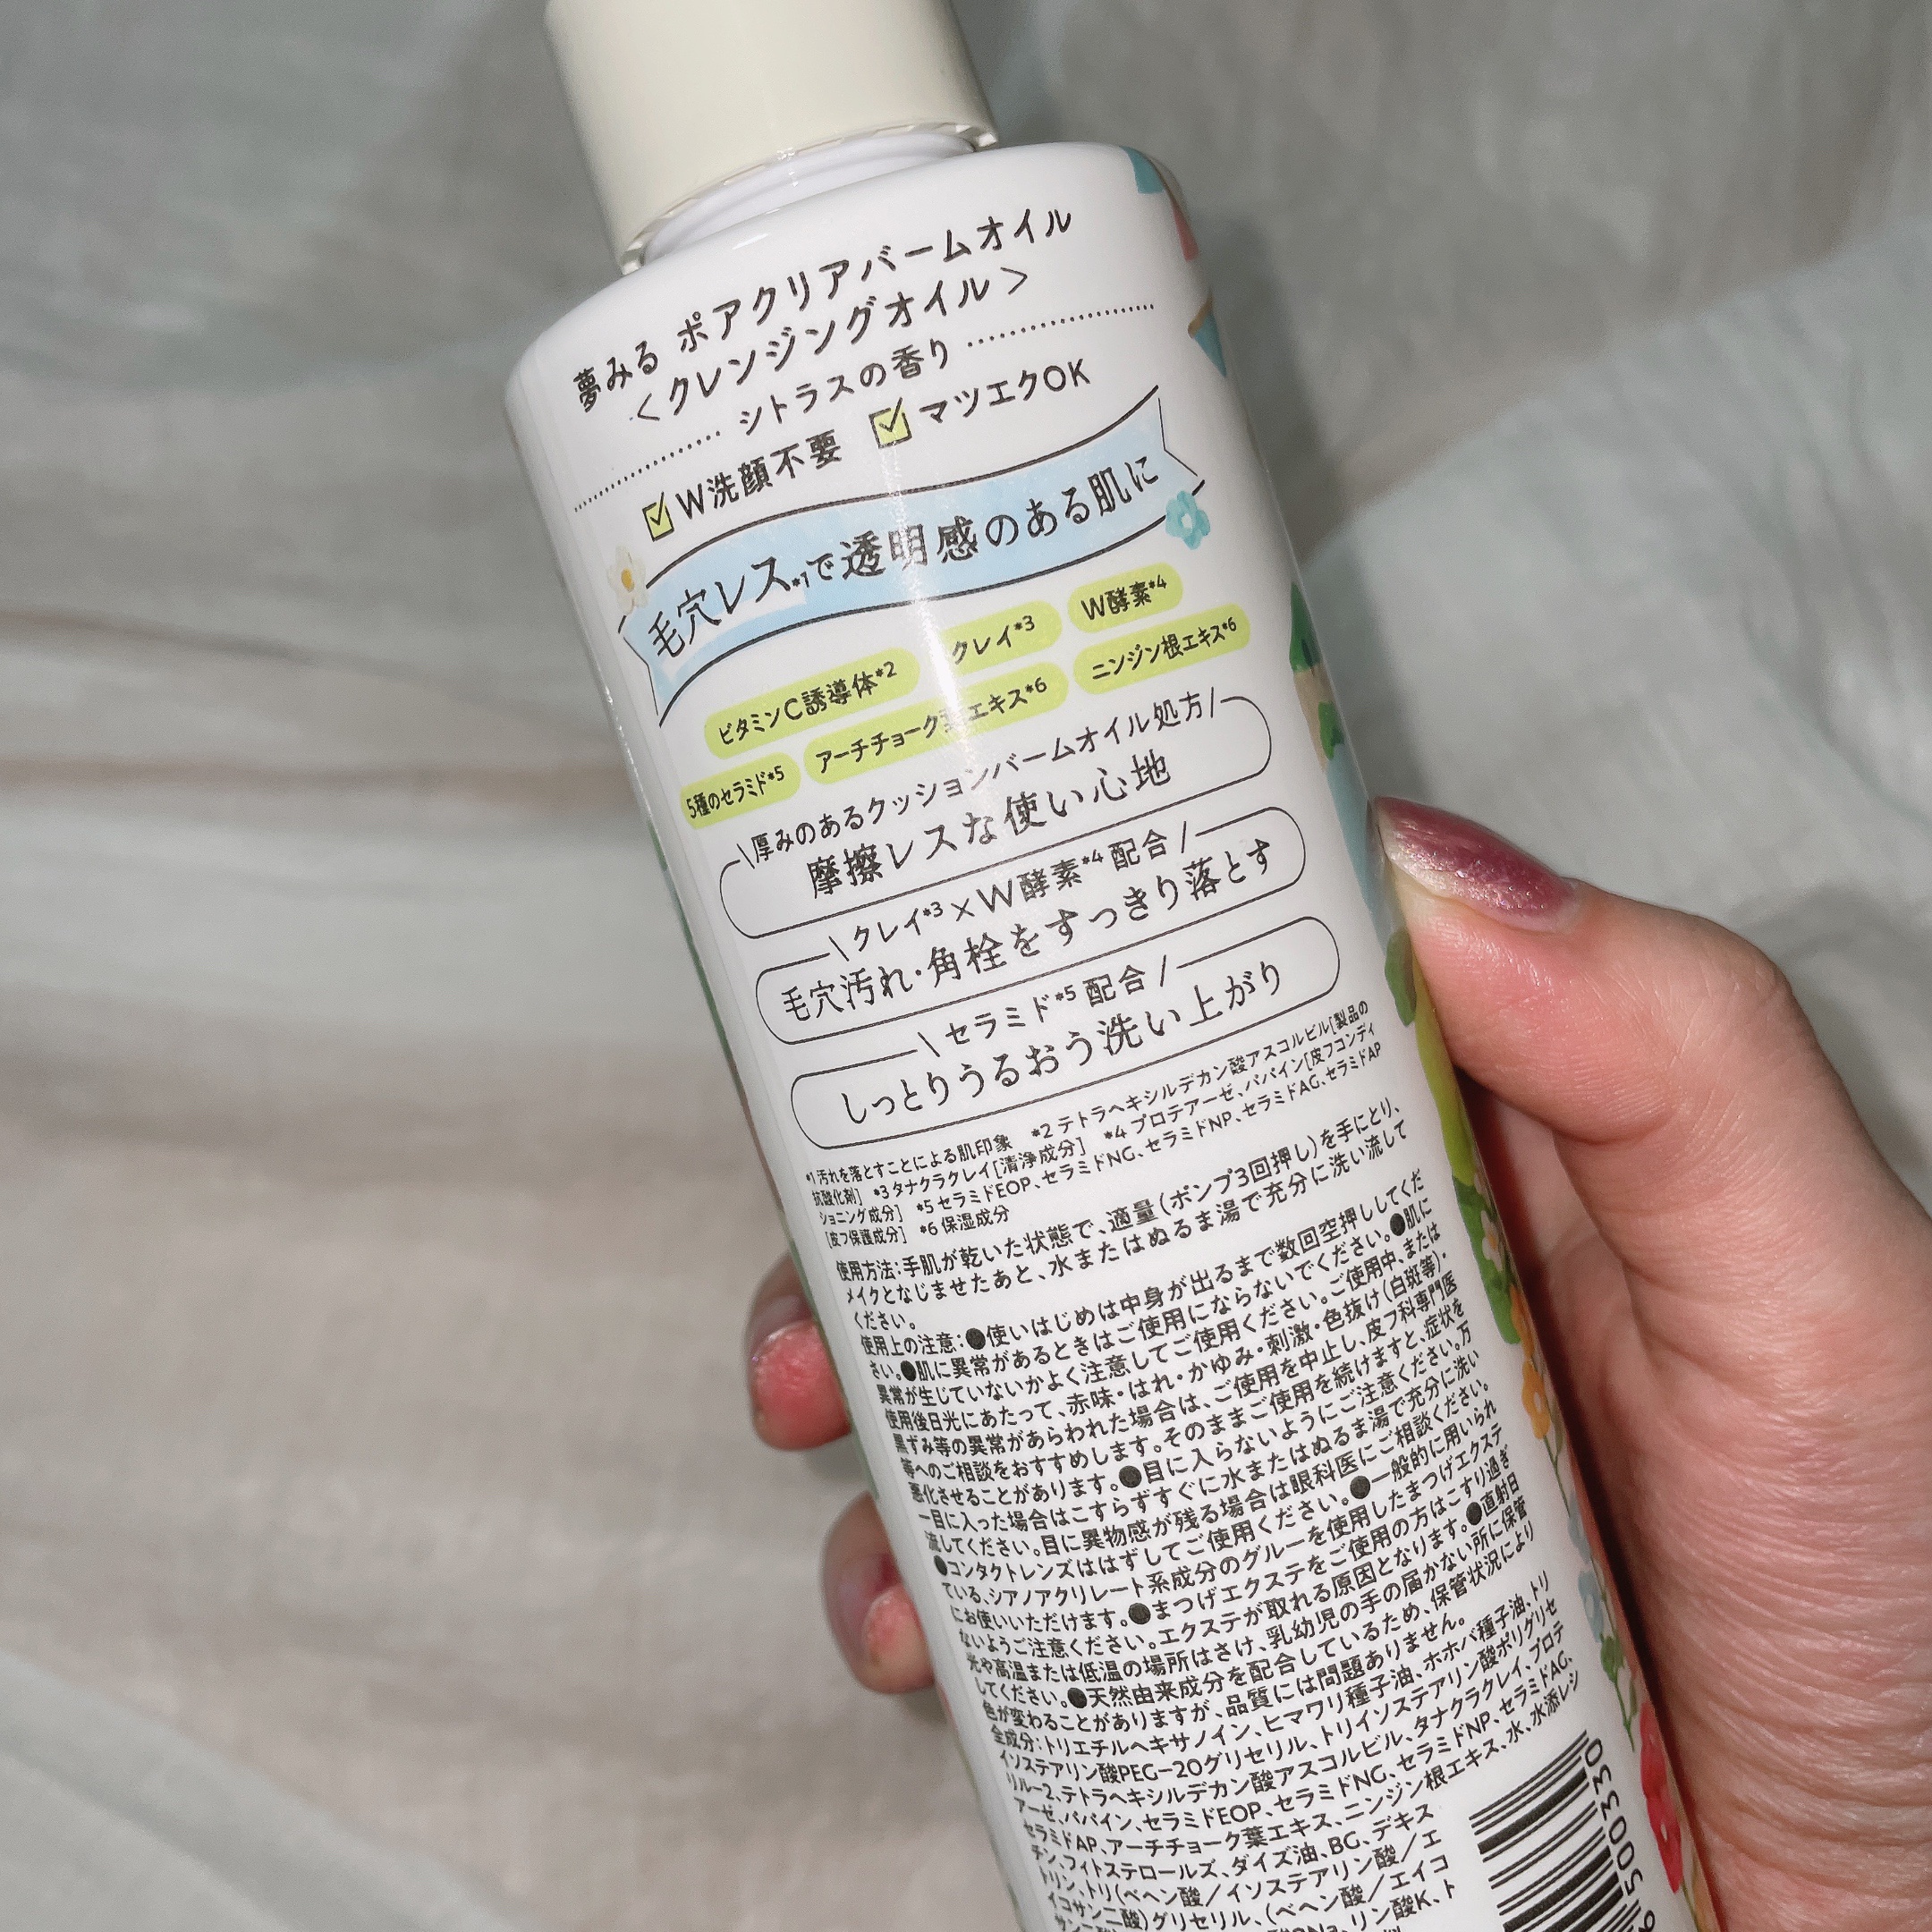 夢みる ポアクリアバームオイル
＜クレンジングオイル＞
シトラスの香り
W洗顔不要 マツエクOK
毛穴レス*1で透明感のある肌に
ビタミンC誘導体*2 クレイ*3 W酵素*4
5種のセラミド*5 アーチチョーク葉エキス*6 ニンジン根エキス*6
厚みのあるクッションバームオイル処方
摩擦レスな使い心地
クレイ*3×W酵素*4配合
毛穴汚れ・角栓をすっきり落とす
セラミド*5配合
しっとりうるおう洗い上がり
*1 汚れを落とすことによる肌印象 *2 テトラヘキシルデカン酸アスコルビル[製品の
抗酸化剤] *3 タナクラクレイ[清浄成分] *4 プロテアーゼ、パパイン[皮フコンディ
ショニング成分] *5 セラミドEOP、セラミドNG、セラミドNP、セラミドAG、セラミドAP
[皮フ保護成分] *6 保湿成分
使用方法：手肌が乾いた状態で、適量（ポンプ3回押し）を手にとり、
メイクとなじませたあと、水またはぬるま湯で充分に洗い流して
ください。
使用上の注意：●使いはじめは中身が出るまで数回空押ししてくだ
さい。●肌に異常があるときはご使用にならないでください。●肌に
異常が生じていないかよく注意してご使用ください。ご使用中、または
使用後日光にあたって、赤味・はれ・かゆみ・刺激・色抜け（白斑等）・
黒ずみ等の異常があらわれた場合は、ご使用を中止し、皮フ科専門医
等へのご相談をおすすめします。そのままご使用を続けますと、症状を
悪化させることがあります。●目に入らないようにご注意ください。万
一目に入った場合はこすらずすぐに水またはぬるま湯で充分に洗い
流してください。目に異物感が残る場合は眼科医にご相談ください。
●コンタクトレンズははずしてご使用ください。●一般的に用いられ
ている、シアノアクリレート系成分のグルーを使用したまつげエクステ
にお使いいただけます。●まつげエクステをご使用の方はこすり過ぎ
ないようご注意ください。エクステが取れる原因となります。●直射日
光や高温または低温の場所はさけ、乳幼児の手の届かない所に保管
してください。●天然由来成分を配合しているため、保管状況により
色が変わることがありますが、品質には問題ありません。
全成分：トリエチルヘキサノイン、ヒマワリ種子油、ホホバ種子油、トリ
イソステアリン酸PEG-20グリセリル、トリイソステアリン酸ポリグリセ
リル-2、テトラヘキシルデカン酸アスコルビル、タナクラクレイ、プロテ
アーゼ、パパイン、セラミドEOP、セラミドNG、セラミドNP、セラミドAG、
セラミドAP、アーチチョーク葉エキス、ニンジン根エキス、水、水添レシ
チン、フィトステロールズ、ダイズ油、BG、デキス
トリン、トリ（ベヘン酸／イソステアリン酸／エ
イコサン二酸）グリセリル、（ベヘン酸／エイコ
リン酸K、ト
500330